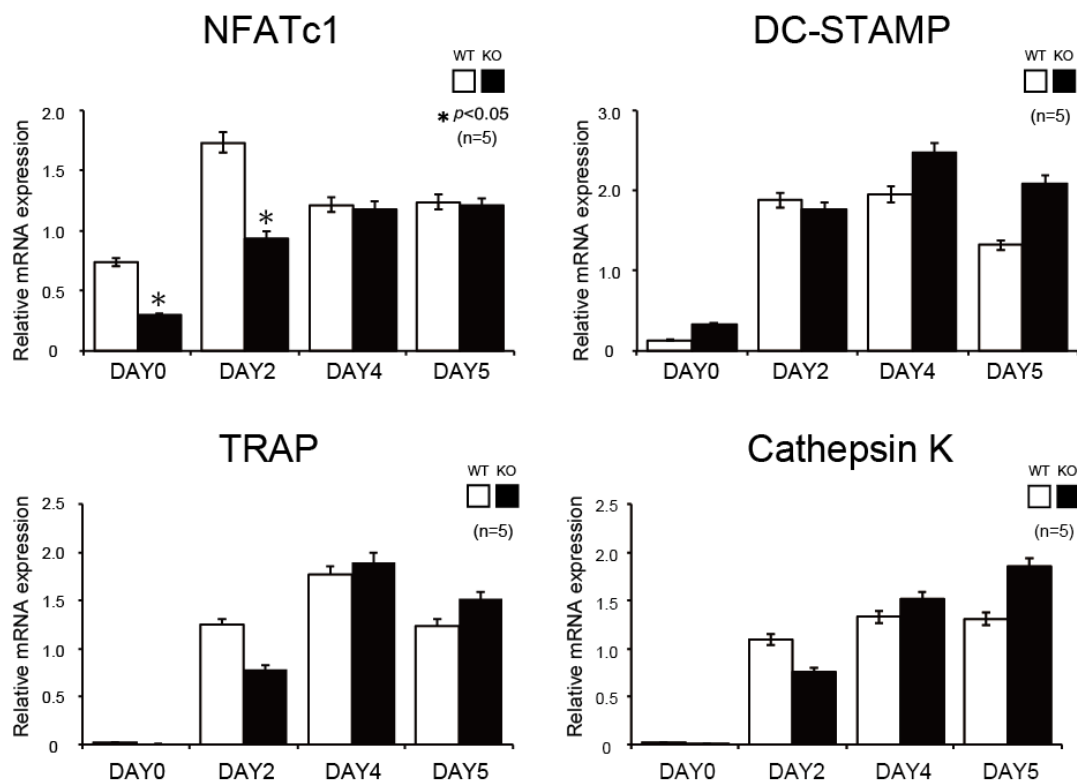 NFATc1
WT KO
* p<0.05
(n=5)
Relative mRNA expression
2.0
1.5
1.0
0.5
0
*
*
DAY0 DAY2 DAY4 DAY5
DC-STAMP
WT KO
(n=5)
Relative mRNA expression
3.0
2.0
1.0
0
DAY0 DAY2 DAY4 DAY5
TRAP
WT KO
(n=5)
Relative mRNA expression
2.5
2.0
1.5
1.0
0.5
0
DAY0 DAY2 DAY4 DAY5
Cathepsin K
WT KO
(n=5)
Relative mRNA expression
2.5
2.0
1.5
1.0
0.5
0
DAY0 DAY2 DAY4 DAY5